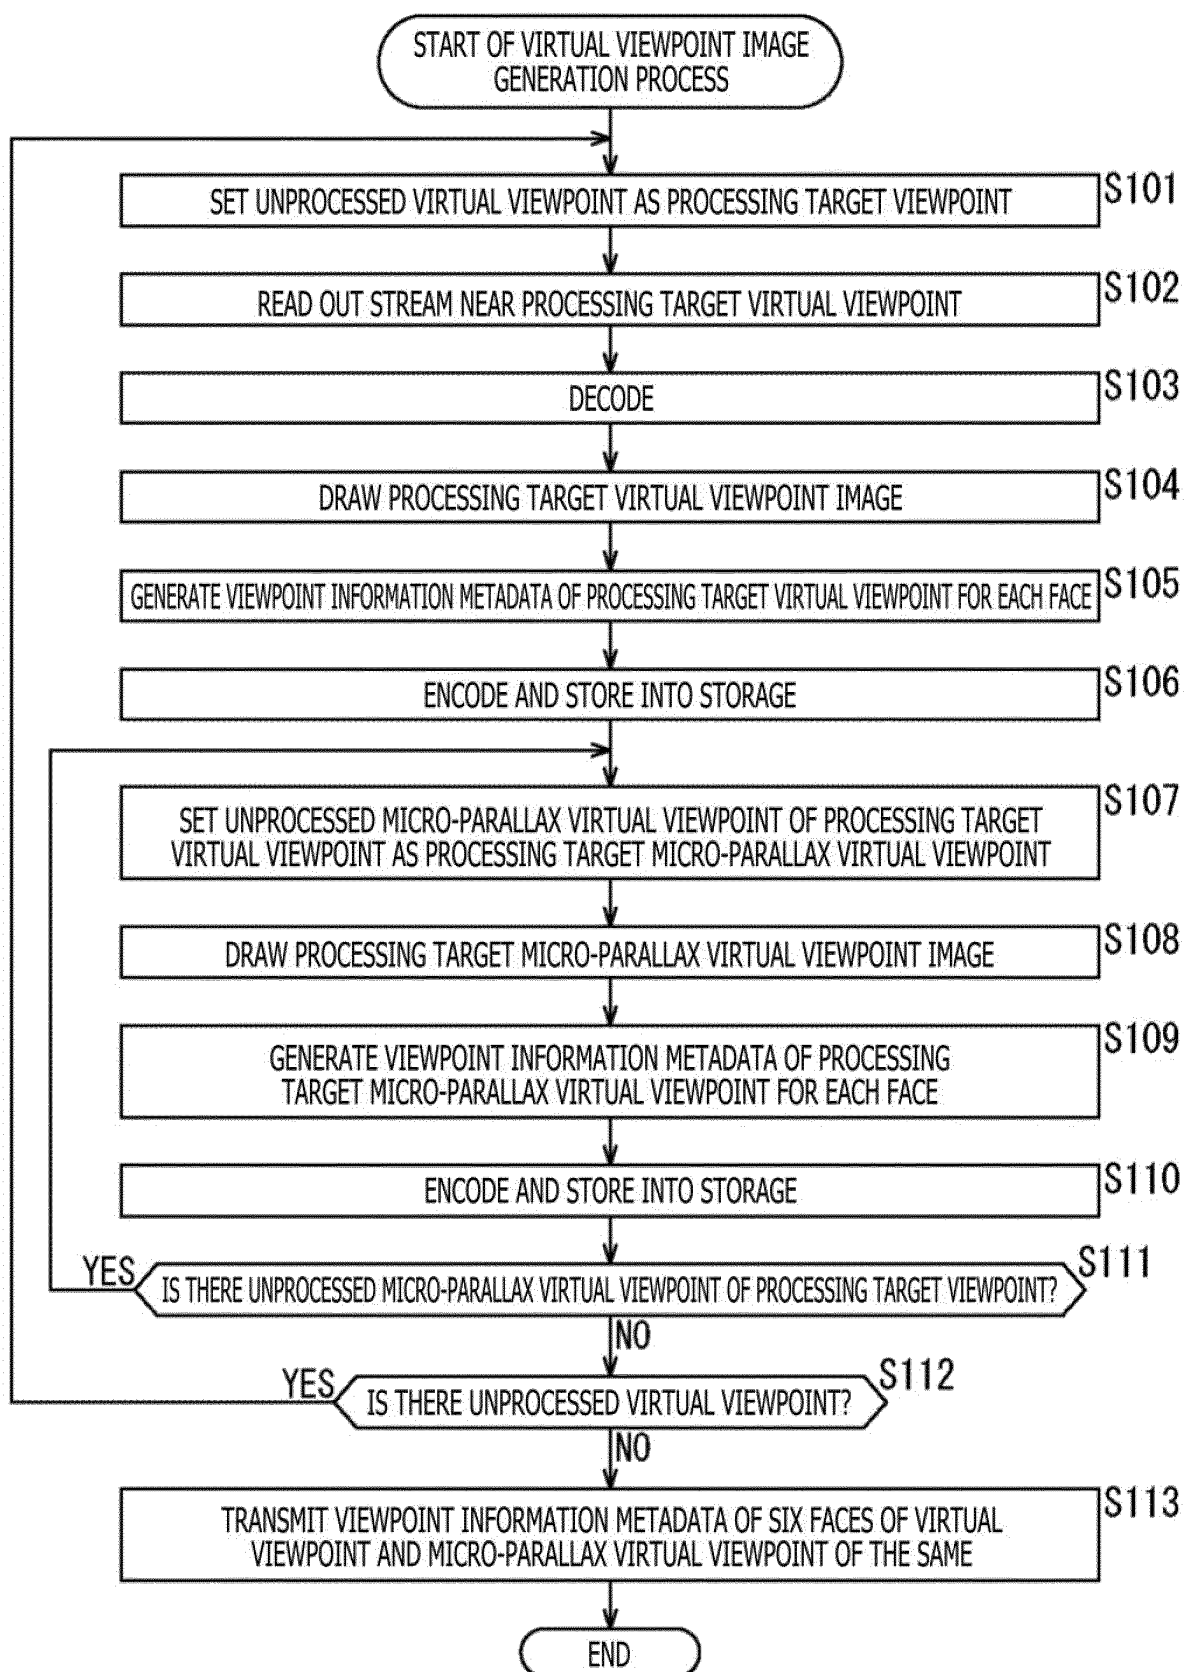 START OF VIRTUAL VIEWPOINT IMAGE
GENERATION PROCESS
S101
SET UNPROCESSED VIRTUAL VIEWPOINT AS PROCESSING TARGET VIEWPOINT
S102
READ OUT STREAM NEAR PROCESSING TARGET VIRTUAL VIEWPOINT
S103
DECODE
S104
DRAW PROCESSING TARGET VIRTUAL VIEWPOINT IMAGE
S105
GENERATE VIEWPOINT INFORMATION METADATA OF PROCESSING TARGET VIRTUAL VIEWPOINT FOR EACH FACE
S106
ENCODE AND STORE INTO STORAGE
S107
SET UNPROCESSED MICRO-PARALLAX VIRTUAL VIEWPOINT OF PROCESSING TARGET
VIRTUAL VIEWPOINT AS PROCESSING TARGET MICRO-PARALLAX VIRTUAL VIEWPOINT
S108
DRAW PROCESSING TARGET MICRO-PARALLAX VIRTUAL VIEWPOINT IMAGE
S109
GENERATE VIEWPOINT INFORMATION METADATA OF PROCESSING
TARGET MICRO-PARALLAX VIRTUAL VIEWPOINT FOR EACH FACE
S110
ENCODE AND STORE INTO STORAGE
S111
YES
IS THERE UNPROCESSED MICRO-PARALLAX VIRTUAL VIEWPOINT OF PROCESSING TARGET VIEWPOINT?
NO
S112
YES
IS THERE UNPROCESSED VIRTUAL VIEWPOINT?
NO
S113
TRANSMIT VIEWPOINT INFORMATION METADATA OF SIX FACES OF VIRTUAL
VIEWPOINT AND MICRO-PARALLAX VIRTUAL VIEWPOINT OF THE SAME
END